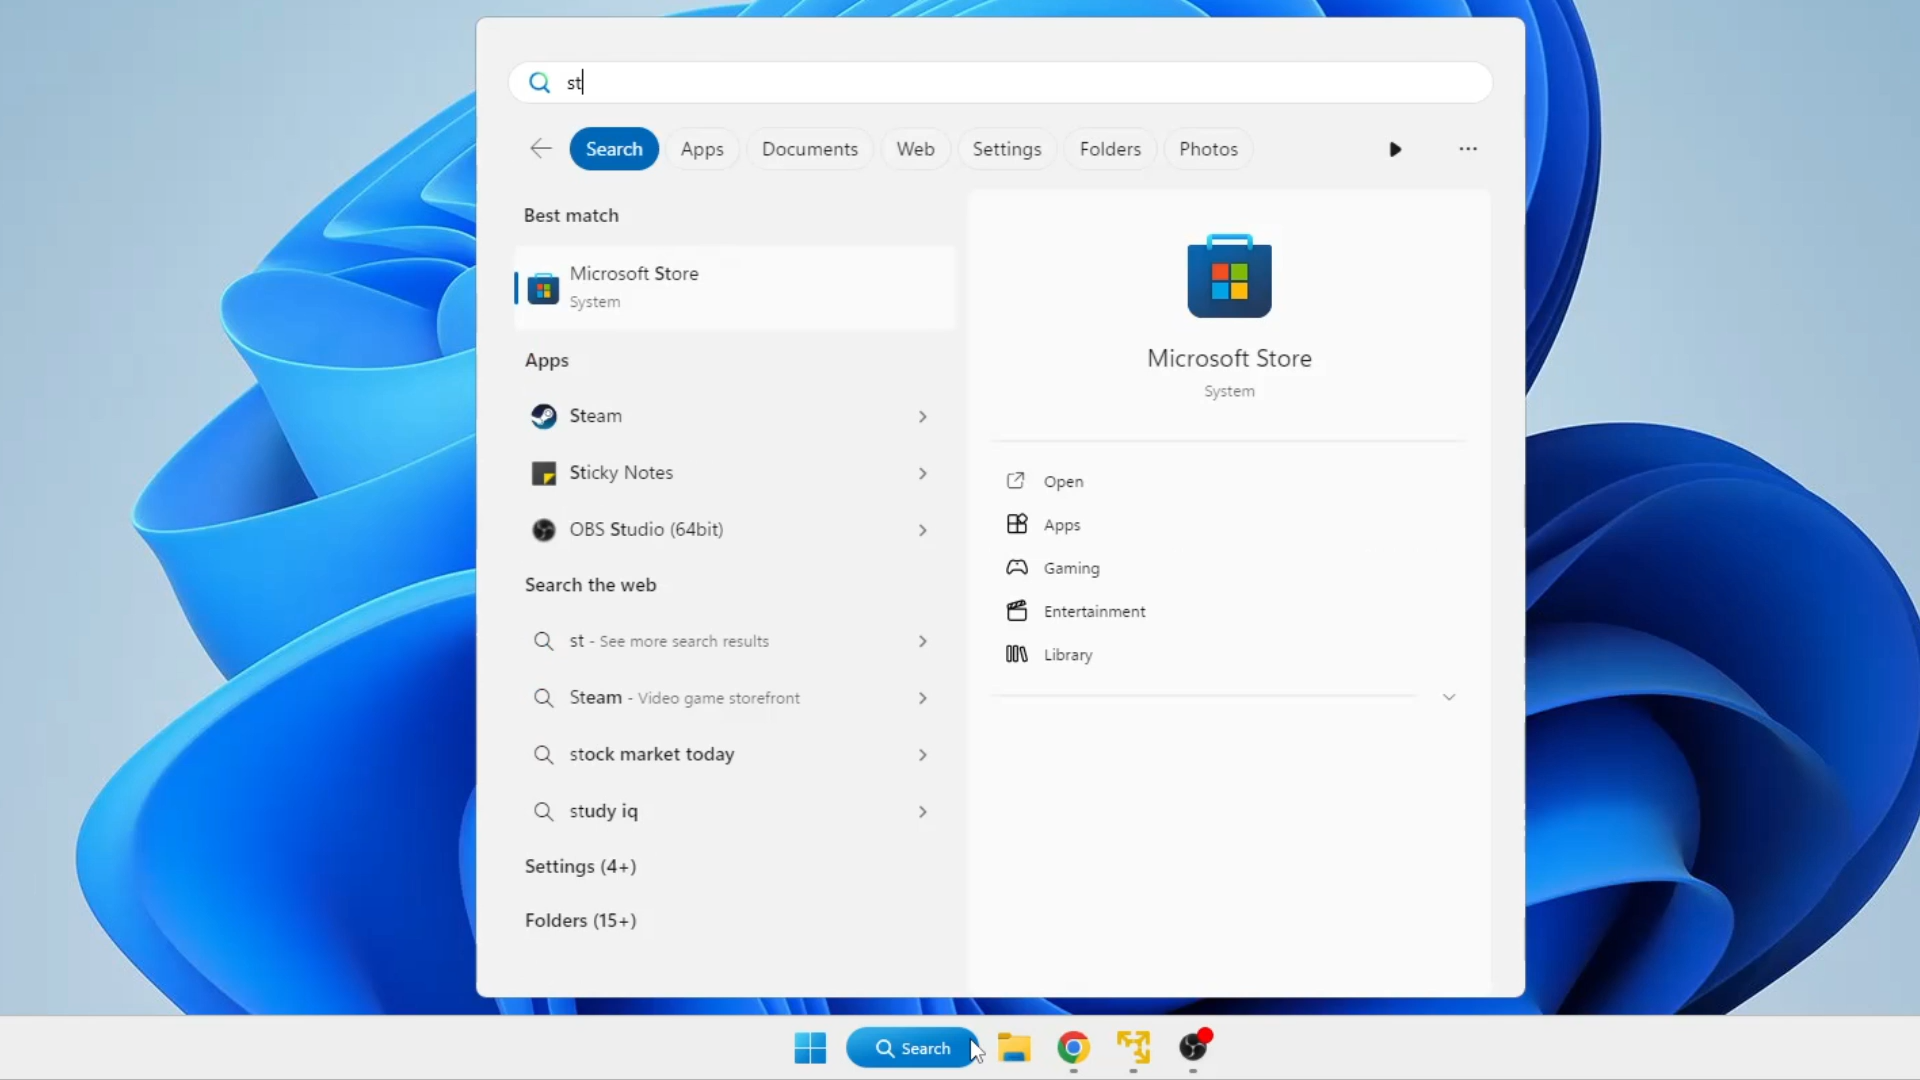 st
Search Apps Documents Web Settings Folders Photos
Best match
Microsoft Store
System
Apps
Steam
Sticky Notes
OBS Studio (64bit)
Search the web
st - See more search results
Steam - Video game storefront
stock market today
study iq
Settings (4+)
Folders (15+)
Microsoft Store
System
Open
Apps
Gaming
Entertainment
Library
Search